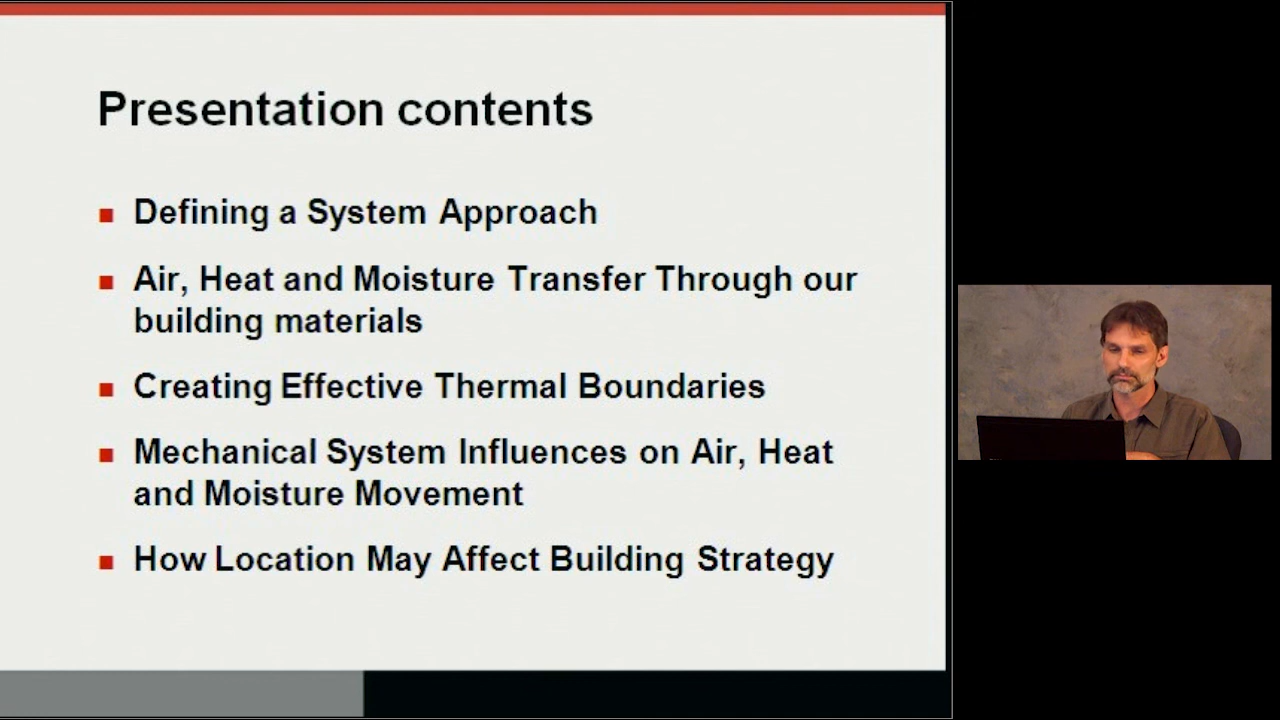 Presentation contents
Defining a System Approach
Air, Heat and Moisture Transfer Through our
building materials
Creating Effective Thermal Boundaries
Mechanical System Influences on Air, Heat
and Moisture Movement
How Location May Affect Building Strategy